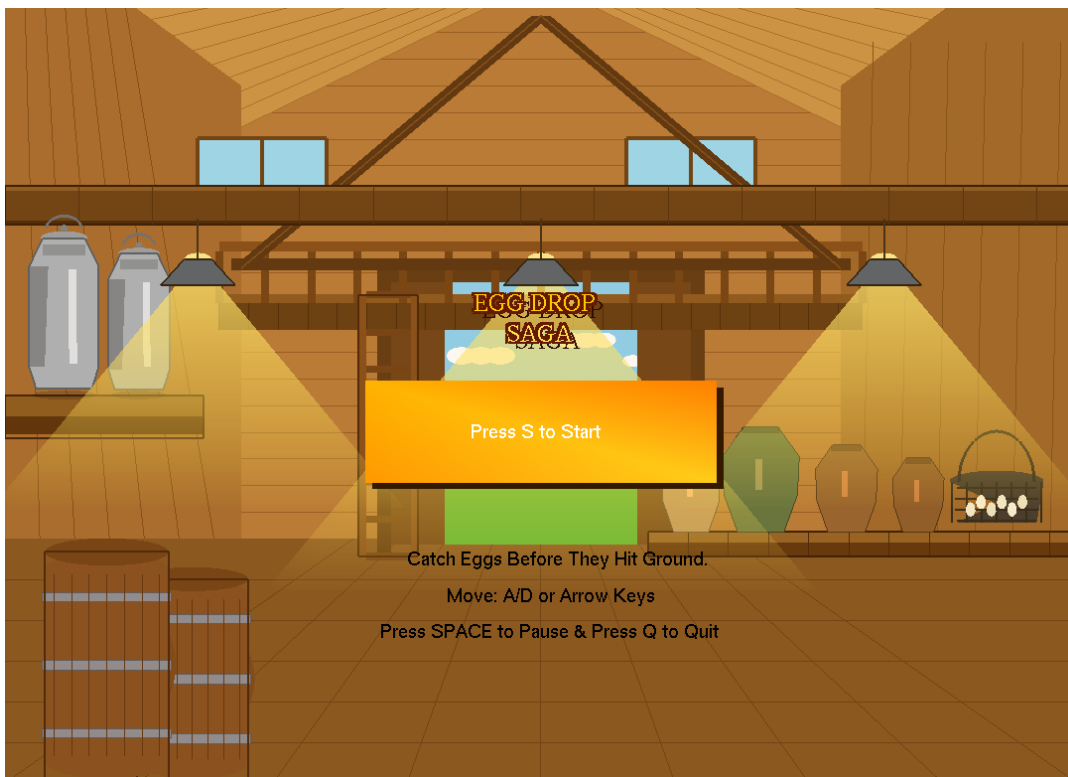 EGG DROP
SAGA
Press S to Start
Catch Eggs Before They Hit Ground.
Move: A/D or Arrow Keys
Press SPACE to Pause & Press Q to Quit